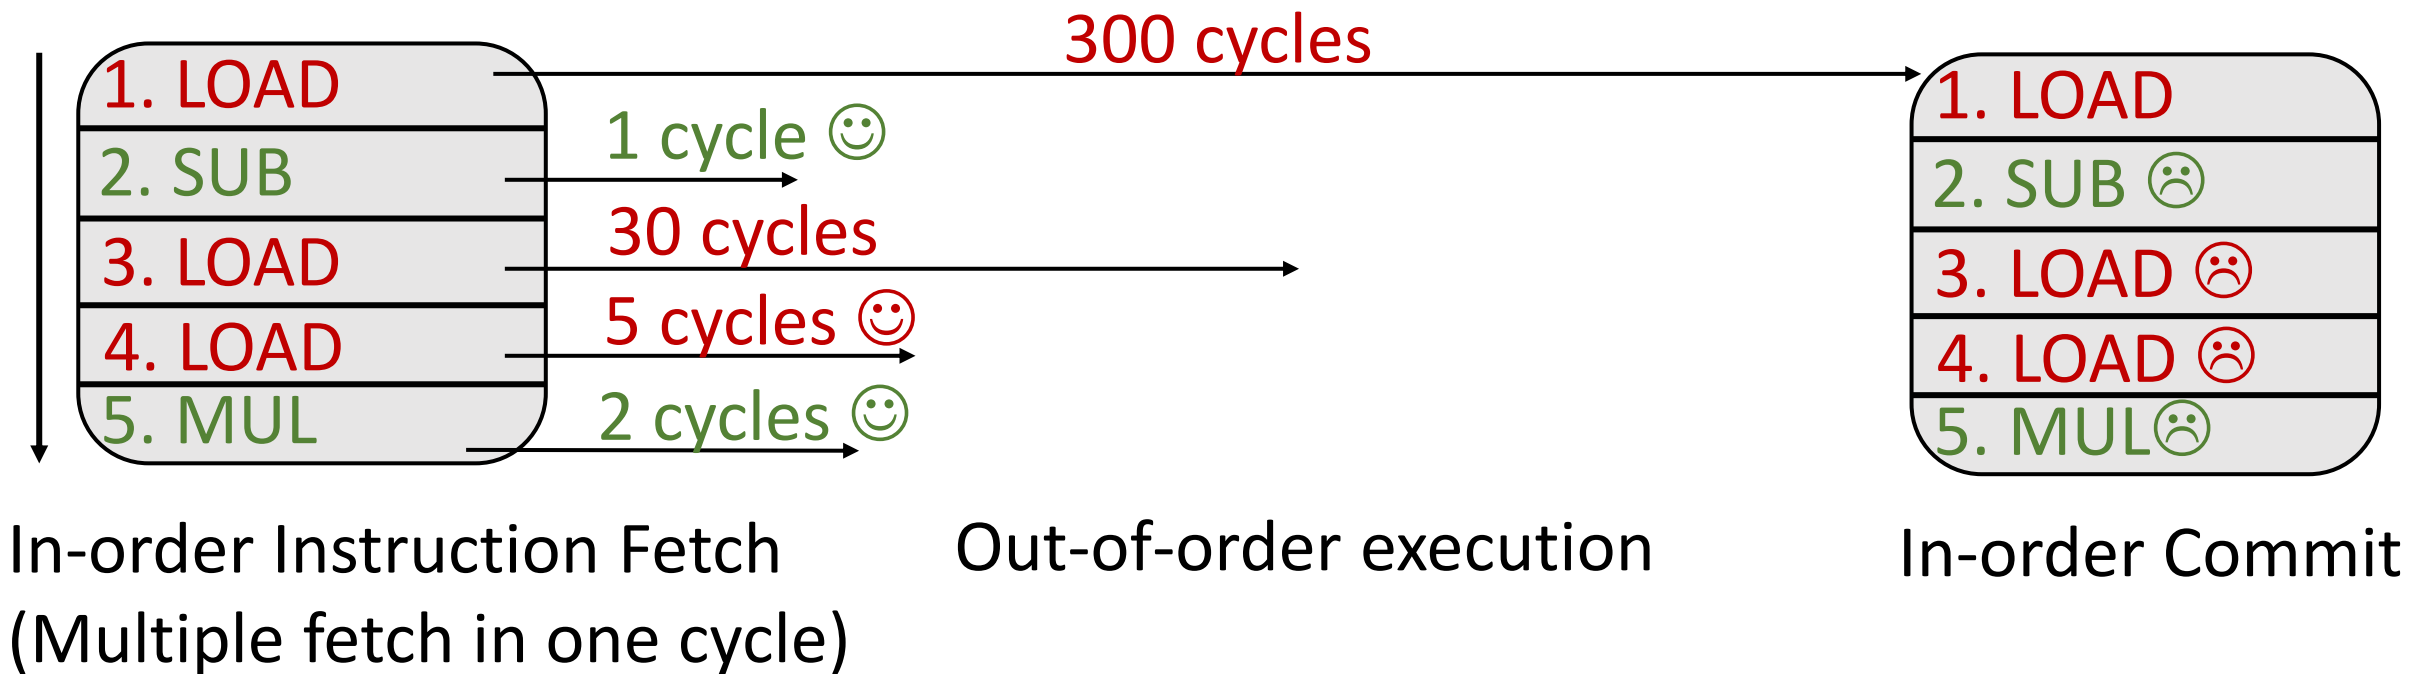 300 cycles
1. LOAD
2. SUB
3. LOAD
4. LOAD
5. MUL
1 cycle
30 cycles
5 cycles
2 cycles
1. LOAD
2. SUB
3. LOAD
4. LOAD
5. MUL
In-order Instruction Fetch
(Multiple fetch in one cycle)
Out-of-order execution
In-order Commit